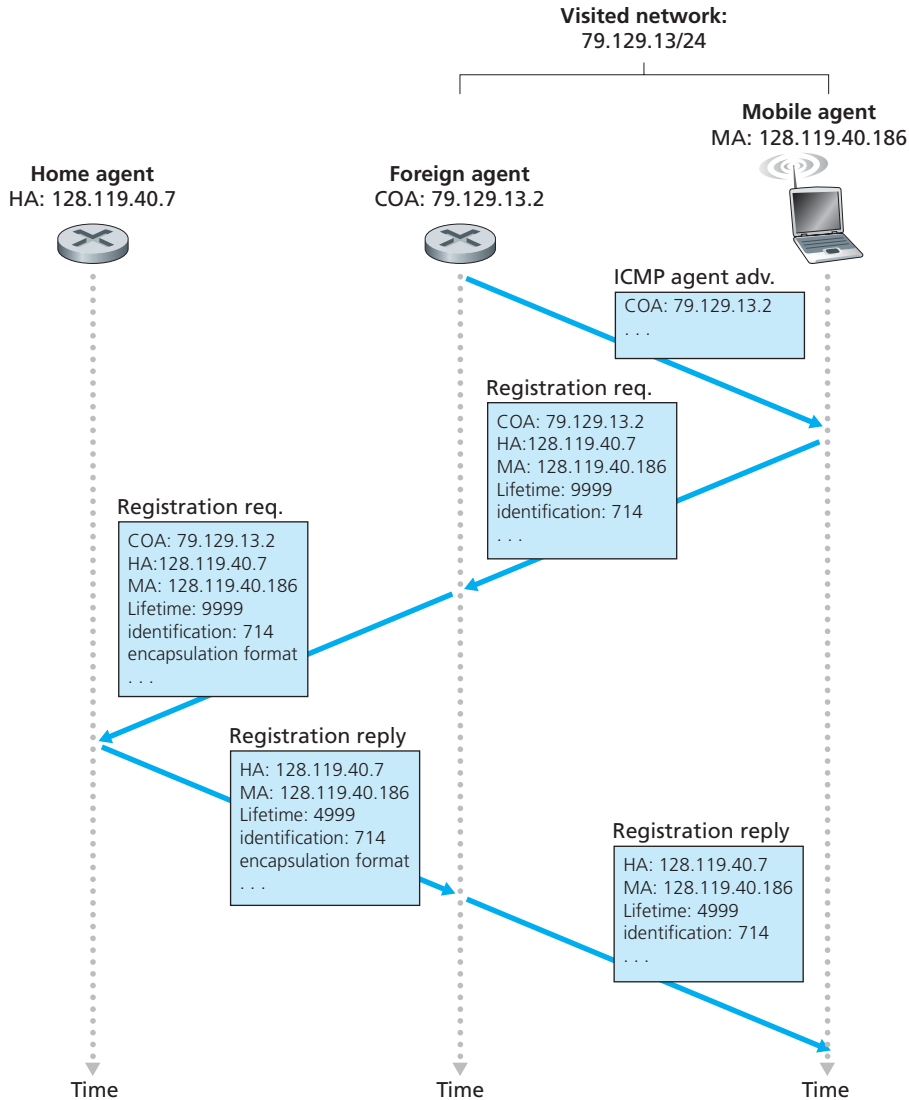 Visited network:
79.129.13/24
Mobile agent
MA: 128.119.40.186
Home agent
HA: 128.119.40.7
Foreign agent
COA: 79.129.13.2
ICMP agent adv.
COA: 79.129.13.2
. . .
Registration req.
COA: 79.129.13.2
HA:128.119.40.7
MA: 128.119.40.186
Lifetime: 9999
identification: 714
. . .
Registration req.
COA: 79.129.13.2
HA:128.119.40.7
MA: 128.119.40.186
Lifetime: 9999
identification: 714
encapsulation format
. . .
Registration reply
HA: 128.119.40.7
MA: 128.119.40.186
Lifetime: 4999
identification: 714
encapsulation format
. . .
Registration reply
HA: 128.119.40.7
MA: 128.119.40.186
Lifetime: 4999
identification: 714
. . .
Time
Time
Time